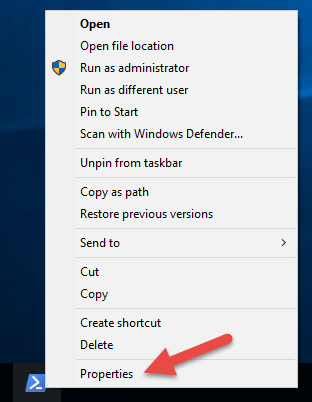 Open
Open file location
Run as administrator
Run as different user
Pin to Start
Scan with Windows Defender...
Unpin from taskbar
Copy as path
Restore previous versions
Send to
Cut
Copy
Create shortcut
Delete
Properties